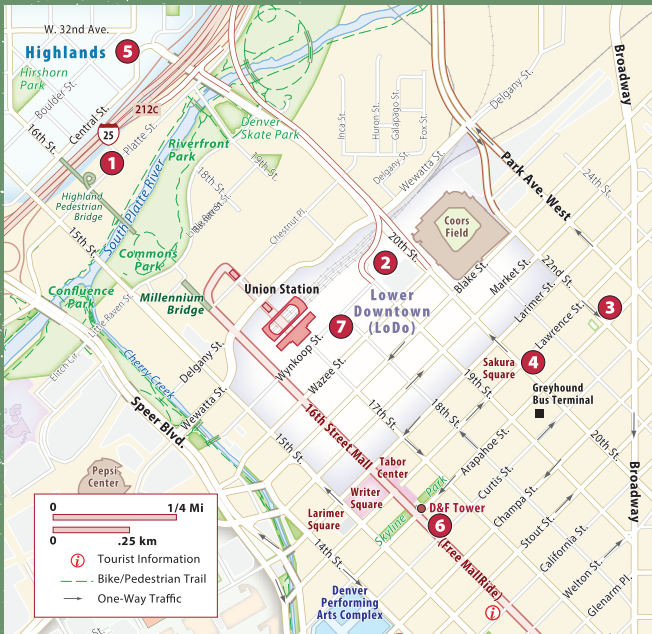 W. 32nd Ave.
Highlands
5
Hirshorn
Park
Boulder St.
Central St.
16th St.
212c
25
1
Platte St.
Riverfront
Park
Denver
Skate Park
19th St.
18th St.
Chestnut Pl.
Highland
Pedestrian
Bridge
South Platte River
15th St.
Commons
Park
Confluence
Park
Little Raven St.
Elitch Cir.
Millennium
Bridge
Union Station
Delgany St.
Wewatta St.
Cherry Creek
Speer Blvd.
Pepsi
Center
Inca St.
Huron St.
Galapago St.
Fox St.
Delgany St.
Delgany St.
Wewatta St.
Broadway
Park Ave. West
24th St.
Coors
Field
20th St.
2
Blake St.
Market St.
22nd St.
Larimer St.
Lawrence St.
3
Lower
Downtown
(LoDo)
7
Wynkoop St.
Wazee St.
Sakura
Square
4
19th St.
Greyhound
Bus Terminal
17th St.
18th St.
20th St.
16th Street Mall
15th St.
Arapahoe St.
Curtis St.
Champa St.
Stout St.
California St.
Welton St.
Glenarm Pl.
Broadway
Tabor
Center
Writer
Square
Larimer
Square
Skyline
Park
D&F Tower
6
(Free MallRide)
14th St.
Denver
Performing
Arts Complex
i
0
1/4 Mi
0
.25 km
i
Tourist Information
Bike/Pedestrian Trail
One-Way Traffic